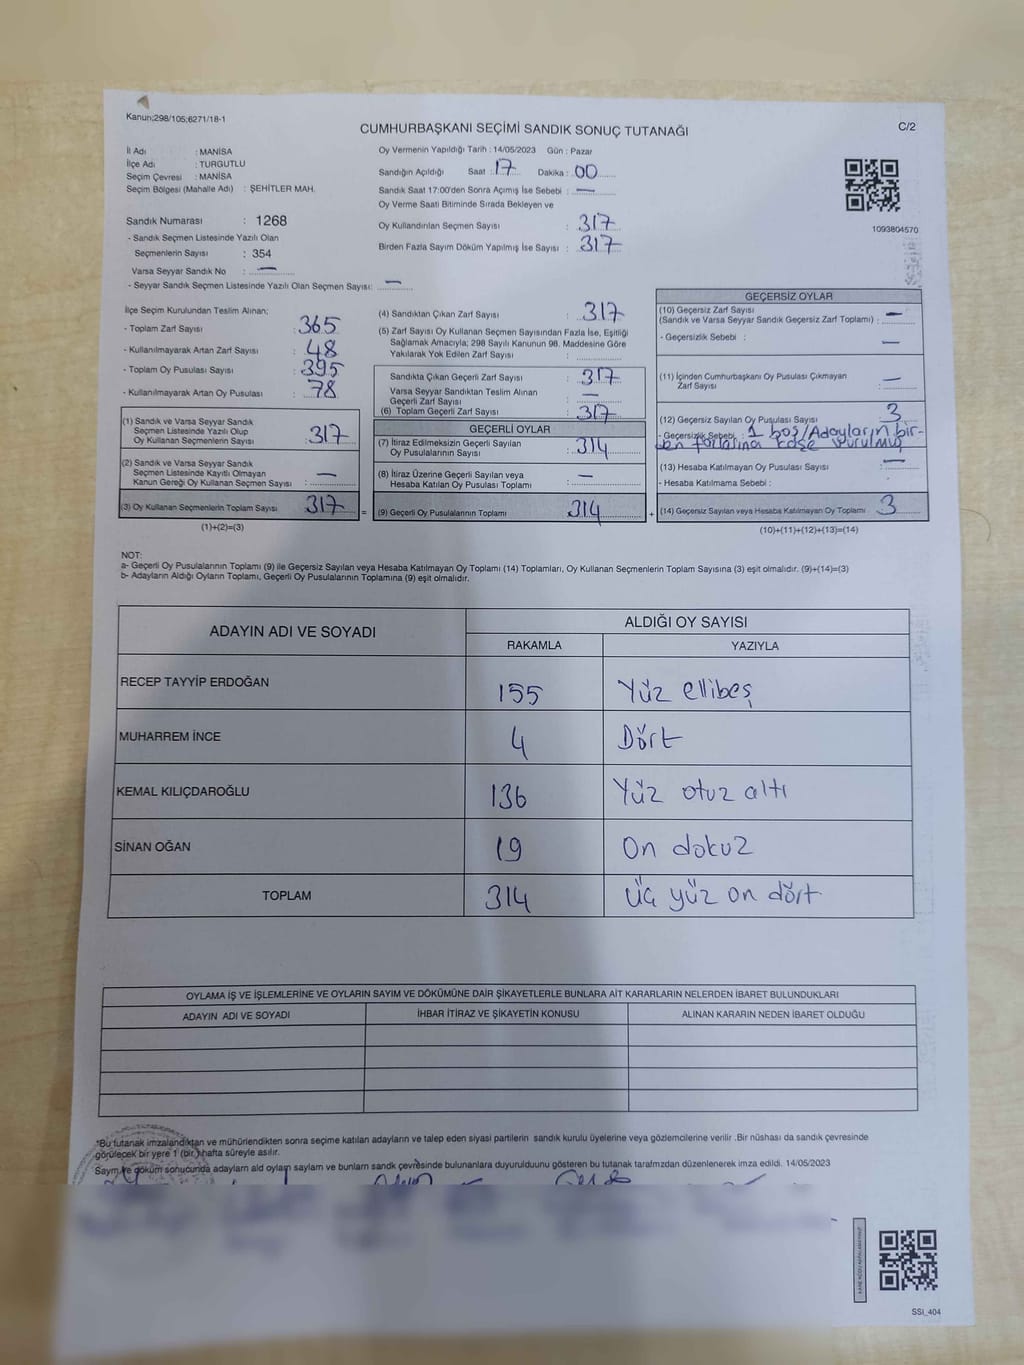 Kanun:298/105;6271/18-1
CUMHURBAŞKANI SEÇİMİ SANDIK SONUÇ TUTANAĞI
C/2
İl Adı : MANİSA
İlçe Adı : TURGUTLU
Seçim Çevresi : MANİSA
Seçim Bölgesi (Mahalle Adı) : ŞEHİTLER MAH.
Sandık Numarası : 1268
- Sandık Seçmen Listesinde Yazılı Olan
Seçmenlerin Sayısı : 354
Varsa Seyyar Sandık No : —
- Seyyar Sandık Seçmen Listesinde Yazılı Olan Seçmen Sayısı: —
Oy Vermenin Yapıldığı Tarih : 14/05/2023 Gün : Pazar
Sandığın Açıldığı Saat : 17 Dakika : 00
Sandık Saat 17:00'den Sonra Açımış İse Sebebi : —
Oy Verme Saati Bitiminde Sırada Bekleyen ve
Oy Kullandırılan Seçmen Sayısı : 317
Birden Fazla Sayım Döküm Yapılmış İse Sayısı : 317
1093804570
İlçe Seçim Kurulundan Teslim Alınan;
- Toplam Zarf Sayısı : 365
- Kullanılmayarak Artan Zarf Sayısı : 48
- Toplam Oy Pusulası Sayısı : 395
- Kullanılmayarak Artan Oy Pusulası : 78
(1) Sandık ve Varsa Seyyar Sandık
Seçmen Listesinde Yazılı Olup
Oy Kullanan Seçmenlerin Sayısı : 317
(2) Sandık ve Varsa Seyyar Sandık
Seçmen Listesinde Kayıtlı Olmayan
Kanun Gereği Oy Kullanan Seçmen Sayısı : —
(3) Oy Kullanan Seçmenlerin Toplam Sayısı : 317
(1)+(2)=(3)
(4) Sandıktan Çıkan Zarf Sayısı : 317
(5) Zarf Sayısı Oy Kullanan Seçmen Sayısından Fazla İse, Eşitliği
Sağlamak Amacıyla; 298 Sayılı Kanunun 98. Maddesine Göre
Yakılarak Yok Edilen Zarf Sayısı :
Sandıkta Çıkan Geçerli Zarf Sayısı : 317
Varsa Seyyar Sandıktan Teslim Alınan
Geçerli Zarf Sayısı : —
(6) Toplam Geçerli Zarf Sayısı : 317
GEÇERLİ OYLAR
(7) İtiraz Edilmeksizin Geçerli Sayılan
Oy Pusulalarının Sayısı : 314
(8) İtiraz Üzerine Geçerli Sayılan veya
Hesaba Katılan Oy Pusulası Toplamı : —
= (9) Geçerli Oy Pusulalarının Toplamı 314
GEÇERSİZ OYLAR
(10) Geçersiz Zarf Sayısı
(Sandık ve Varsa Seyyar Sandık Geçersiz Zarf Toplamı) : —
- Geçersizlik Sebebi : —
(11) İçinden Cumhurbaşkanı Oy Pusulası Çıkmayan
Zarf Sayısı : —
(12) Geçersiz Sayılan Oy Pusulası Sayısı : 3
- Geçersizlik Sebebi : 1 boş/Adayların bir-
den fazlasına kaşe vurulmuş
(13) Hesaba Katılmayan Oy Pusulası Sayısı : —
- Hesaba Katılmama Sebebi :
+ (14) Geçersiz Sayılan veya Hesaba Katılmayan Oy Toplamı 3
(10)+(11)+(12)+(13)=(14)
NOT:
a- Geçerli Oy Pusulalarının Toplamı (9) ile Geçersiz Sayılan veya Hesaba Katılmayan Oy Toplamı (14) Toplamları, Oy Kullanan Seçmenlerin Toplam Sayısına (3) eşit olmalıdır. (9)+(14)=(3)
b- Adayların Aldığı Oyların Toplamı, Geçerli Oy Pusulalarının Toplamına (9) eşit olmalıdır.
ADAYIN ADI VE SOYADI
ALDIĞI OY SAYISI
RAKAMLA YAZIYLA
RECEP TAYYİP ERDOĞAN 155 Yüz ellibeş
MUHARREM İNCE 4 Dört
KEMAL KILIÇDAROĞLU 136 Yüz otuz altı
SİNAN OĞAN 19 On dokuz
TOPLAM 314 üç yüz on dört
OYLAMA İŞ VE İŞLEMLERİNE VE OYLARIN SAYIM VE DÖKÜMÜNE DAİR ŞİKAYETLERLE BUNLARA AİT KARARLARIN NELERDEN İBARET BULUNDUKLARI
ADAYIN ADI VE SOYADI İHBAR İTİRAZ VE ŞİKAYETİN KONUSU ALINAN KARARIN NEDEN İBARET OLDUĞU
*Bu tutanak imzalandıktan ve mühürlendikten sonra seçime katılan adayların ve talep eden siyasi partilerin sandık kurulu üyelerine veya gözlemcilerine verilir .Bir nüshası da sandık çevresinde
görülecek bir yere 1 (bir) hafta süreyle asılır.
Sayım ve döküm sonucunda adayların ald oyların saylam ve bunların sandk çevresinde bulunanlara duyurulduunu gösteren bu tutanak tarafmzdan düzenlenerek imza edildi. 14/05/2023
SSI_404